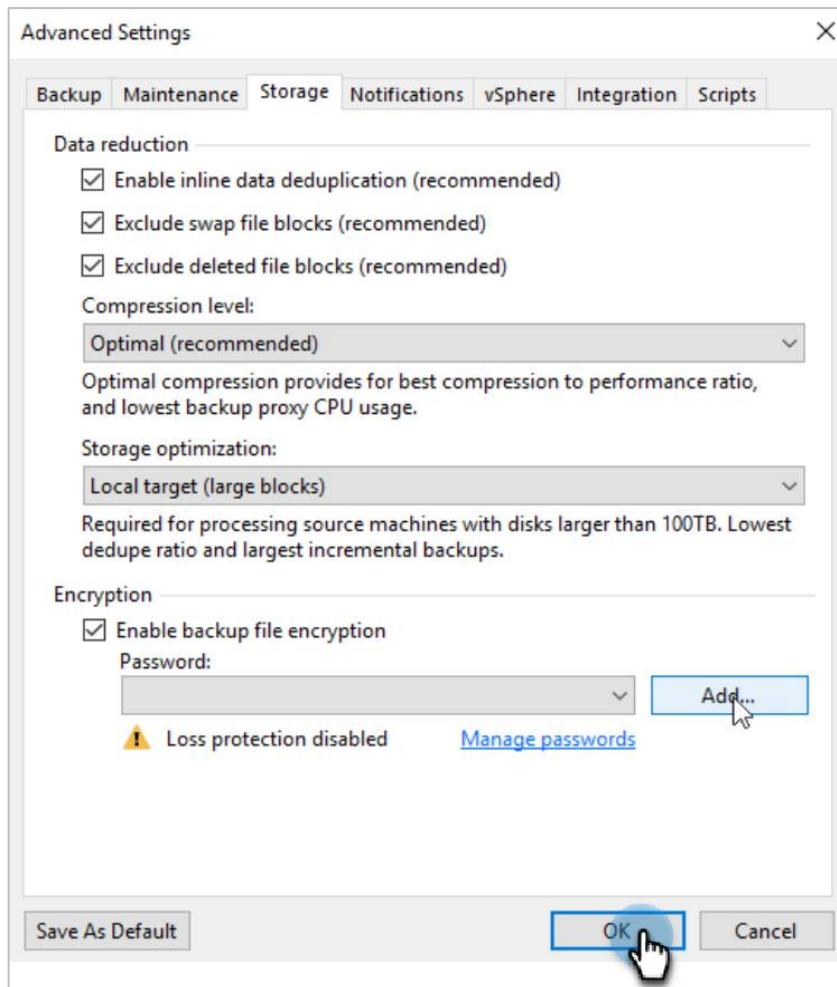 Advanced Settings
Backup Maintenance Storage Notifications vSphere Integration Scripts
Data reduction
Enable inline data deduplication (recommended)
Exclude swap file blocks (recommended)
Exclude deleted file blocks (recommended)
Compression level:
Optimal (recommended)
Optimal compression provides for best compression to performance ratio,
and lowest backup proxy CPU usage.
Storage optimization:
Local target (large blocks)
Required for processing source machines with disks larger than 100TB. Lowest
dedupe ratio and largest incremental backups.
Encryption
Enable backup file encryption
Password:
Add...
Loss protection disabled Manage passwords
Save As Default OK Cancel